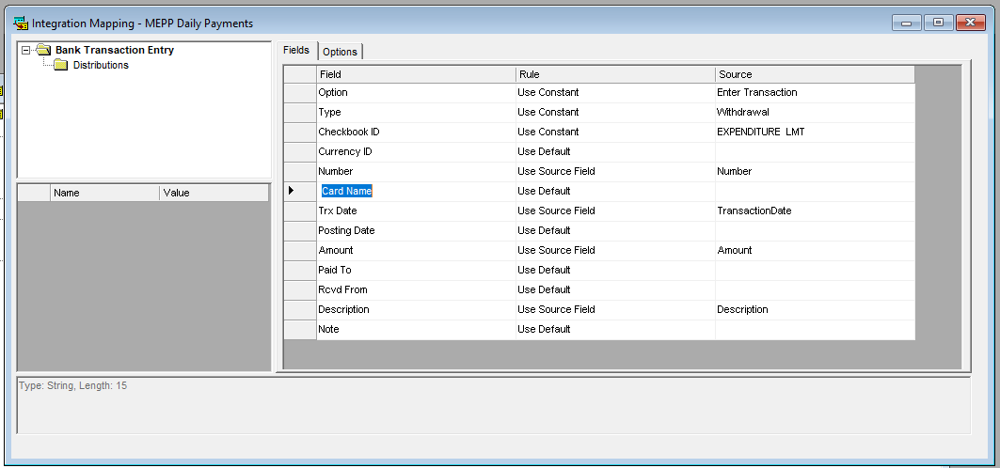 Integration Mapping - MEPP Daily Payments
Bank Transaction Entry
Distributions
Name Value
Fields Options
Field Rule Source
Option Use Constant Enter Transaction
Type Use Constant Withdrawal
Checkbook ID Use Constant EXPENDITURE LMT
Currency ID Use Default
Number Use Source Field Number
Card Name Use Default
Trx Date Use Source Field TransactionDate
Posting Date Use Default
Amount Use Source Field Amount
Paid To Use Default
Rcvd From Use Default
Description Use Source Field Description
Note Use Default
Type: String, Length: 15